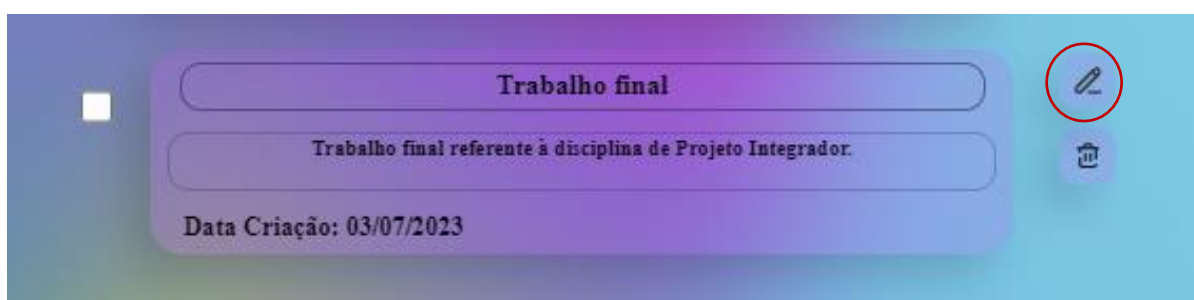 Trabalho final
Trabalho final referente à disciplina de Projeto Integrador.
Data Criação: 03/07/2023